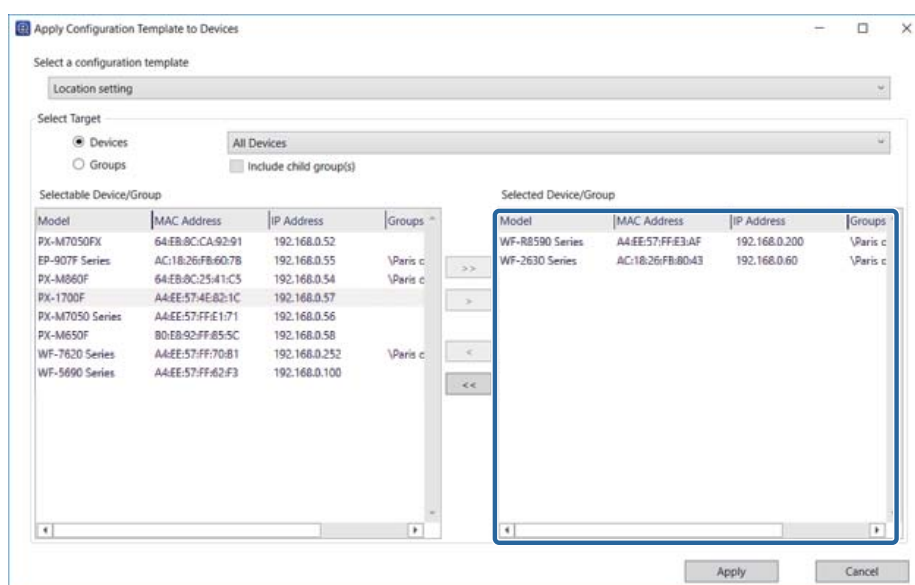 Apply Configuration Template to Devices
Select a configuration template
Location setting
Select Target
Devices All Devices
Groups Include child group(s)
Selectable Device/Group Selected Device/Group
Model MAC Address IP Address Groups Model MAC Address IP Address Groups
PX-M7050FX 64:EB:8C:CA:92:91 192.168.0.52 WF-R8590 Series A4:EE:57:FF:E3:AF 192.168.0.200 \Paris c
EP-907F Series AC:18:26:FB:60:7B 192.168.0.55 \Paris c >> WF-2630 Series AC:18:26:FB:80:43 192.168.0.60 \Paris c
PX-M860F 64:EB:8C:25:41:C5 192.168.0.54 \Paris c
PX-1700F A4:EE:57:4E:82:1C 192.168.0.57 >
PX-M7050 Series A4:EE:57:FF:E1:71 192.168.0.56
PX-M650F B0:E8:92:FF:85:5C 192.168.0.58
WF-7620 Series A4:EE:57:FF:70:81 192.168.0.252 \Paris c <
WF-5690 Series A4:EE:57:FF:62:F3 192.168.0.100
<<
Apply Cancel